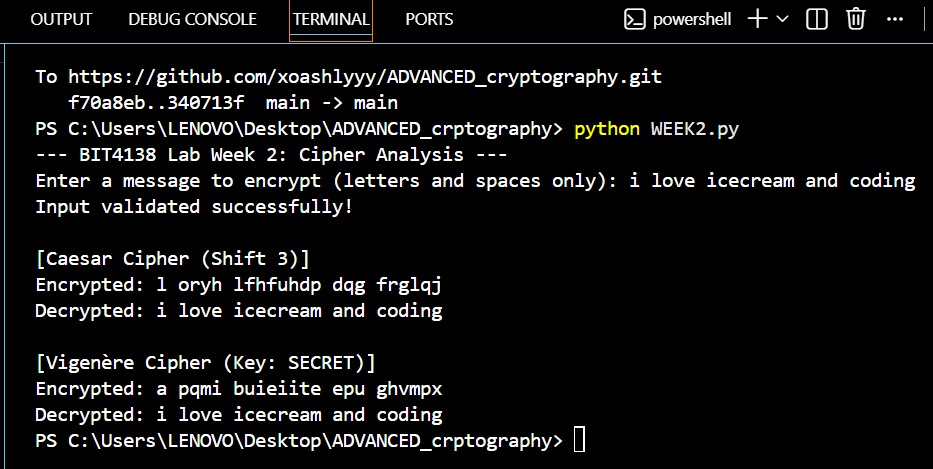 OUTPUT DEBUG CONSOLE TERMINAL PORTS powershell
To https://github.com/xoashlyyy/ADVANCED_cryptography.git
f70a8eb..340713f main -> main
PS C:\Users\LENOVO\Desktop\ADVANCED_crptography> python WEEK2.py
--- BIT4138 Lab Week 2: Cipher Analysis ---
Enter a message to encrypt (letters and spaces only): i love icecream and coding
Input validated successfully!
[Caesar Cipher (Shift 3)]
Encrypted: l oryh lfhfuhdp dqg frglqj
Decrypted: i love icecream and coding
[Vigenère Cipher (Key: SECRET)]
Encrypted: a pqmi buieiite epu ghvmpx
Decrypted: i love icecream and coding
PS C:\Users\LENOVO\Desktop\ADVANCED_crptography>